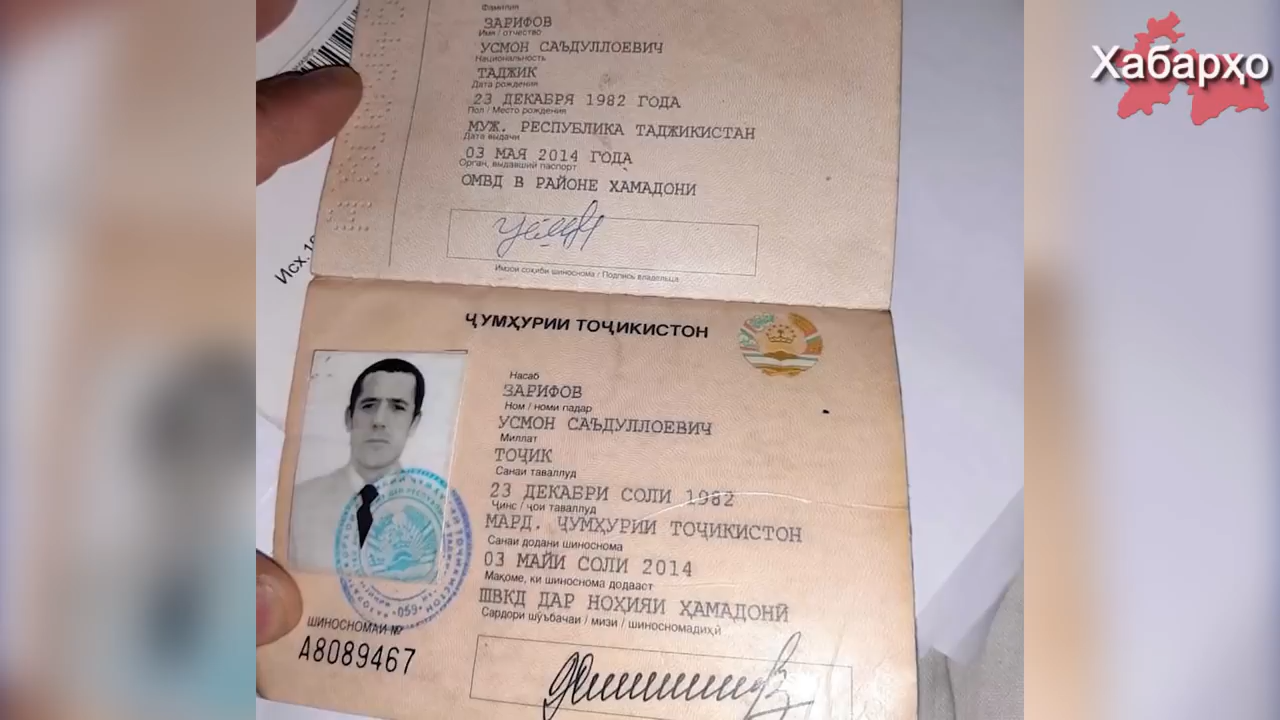 Хабарҳо
Фамилия
ЗАРИФОВ
Имя / отчество
УСМОН САЪДУЛЛОЕВИЧ
Национальность
ТАДЖИК
Дата рождения
23 ДЕКАБРЯ 1982 ГОДА
Пол / Место рождения
МУЖ. РЕСПУБЛИКА ТАДЖИКИСТАН
Дата выдачи
03 МАЯ 2014 ГОДА
Орган, выдавший паспорт
ОМВД В РАЙОНЕ ХАМАДОНИ
Имзои соҳиби шиноснома / Подпись владельца
Исх.
ҶУМҲУРИИ ТОҶИКИСТОН
Насаб
ЗАРИФОВ
Ном / номи падар
УСМОН САЪДУЛЛОЕВИЧ
Миллат
ТОҶИК
Санаи таваллуд
23 ДЕКАБРИ СОЛИ 1982
Ҷинс / ҷои таваллуд
МАРД. ҶУМҲУРИИ ТОҶИКИСТОН
Санаи додани шиноснома
03 МАЙИ СОЛИ 2014
Мақоме, ки шиноснома додааст
ШВКД ДАР НОҲИЯИ ҲАМАДОНӢ
Сардори шӯъбачаи / мизи / шиносномадиҳӣ
059
ШИНОСНОМАИ №
А8089467